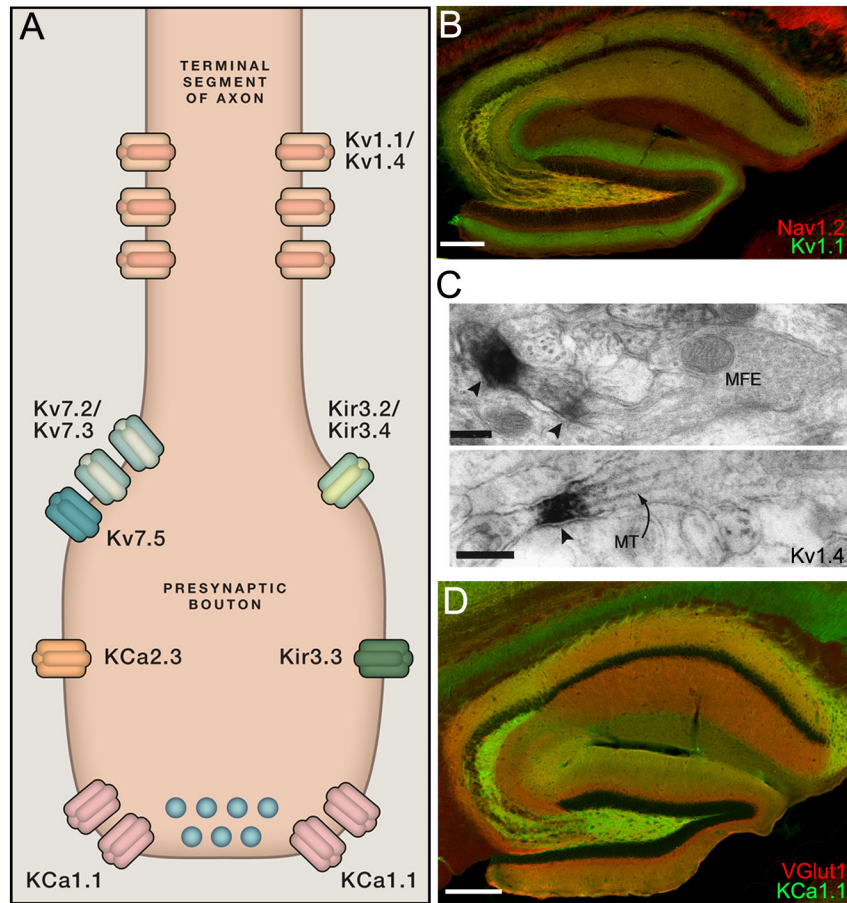 A
TERMINAL
SEGMENT
OF AXON
Kv1.1/
Kv1.4
Kv7.2/
Kv7.3
Kir3.2/
Kir3.4
Kv7.5
PRESYNAPTIC
BOUTON
KCa2.3
Kir3.3
KCa1.1
KCa1.1
B
Nav1.2
Kv1.1
C
MFE
MT
Kv1.4
D
VGlut1
KCa1.1